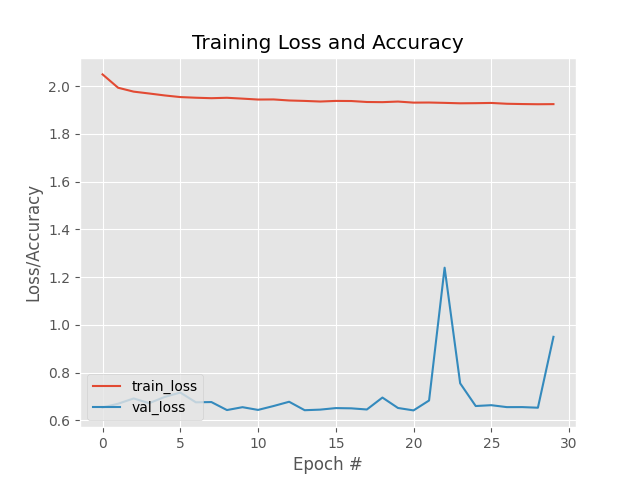 Training Loss and Accuracy
2.0
1.8
1.6
1.4
1.2
1.0
0.8
0.6
Loss/Accuracy
train_loss
val_loss
0 5 10 15 20 25 30
Epoch #